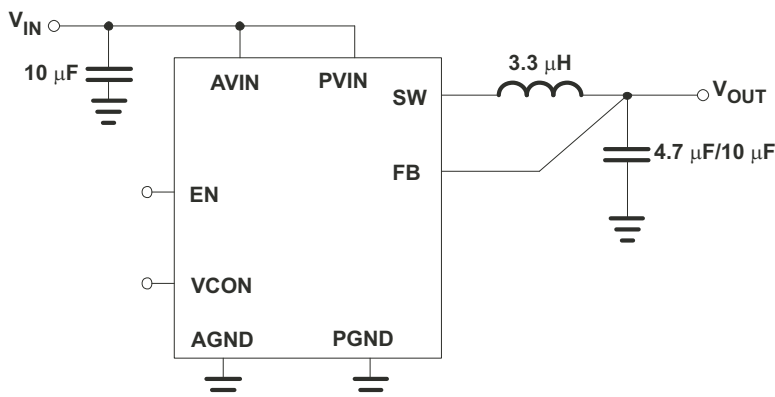 VIN
10 μF
AVIN
PVIN
SW
3.3 μH
VOUT
FB
4.7 μF/10 μF
EN
VCON
AGND
PGND